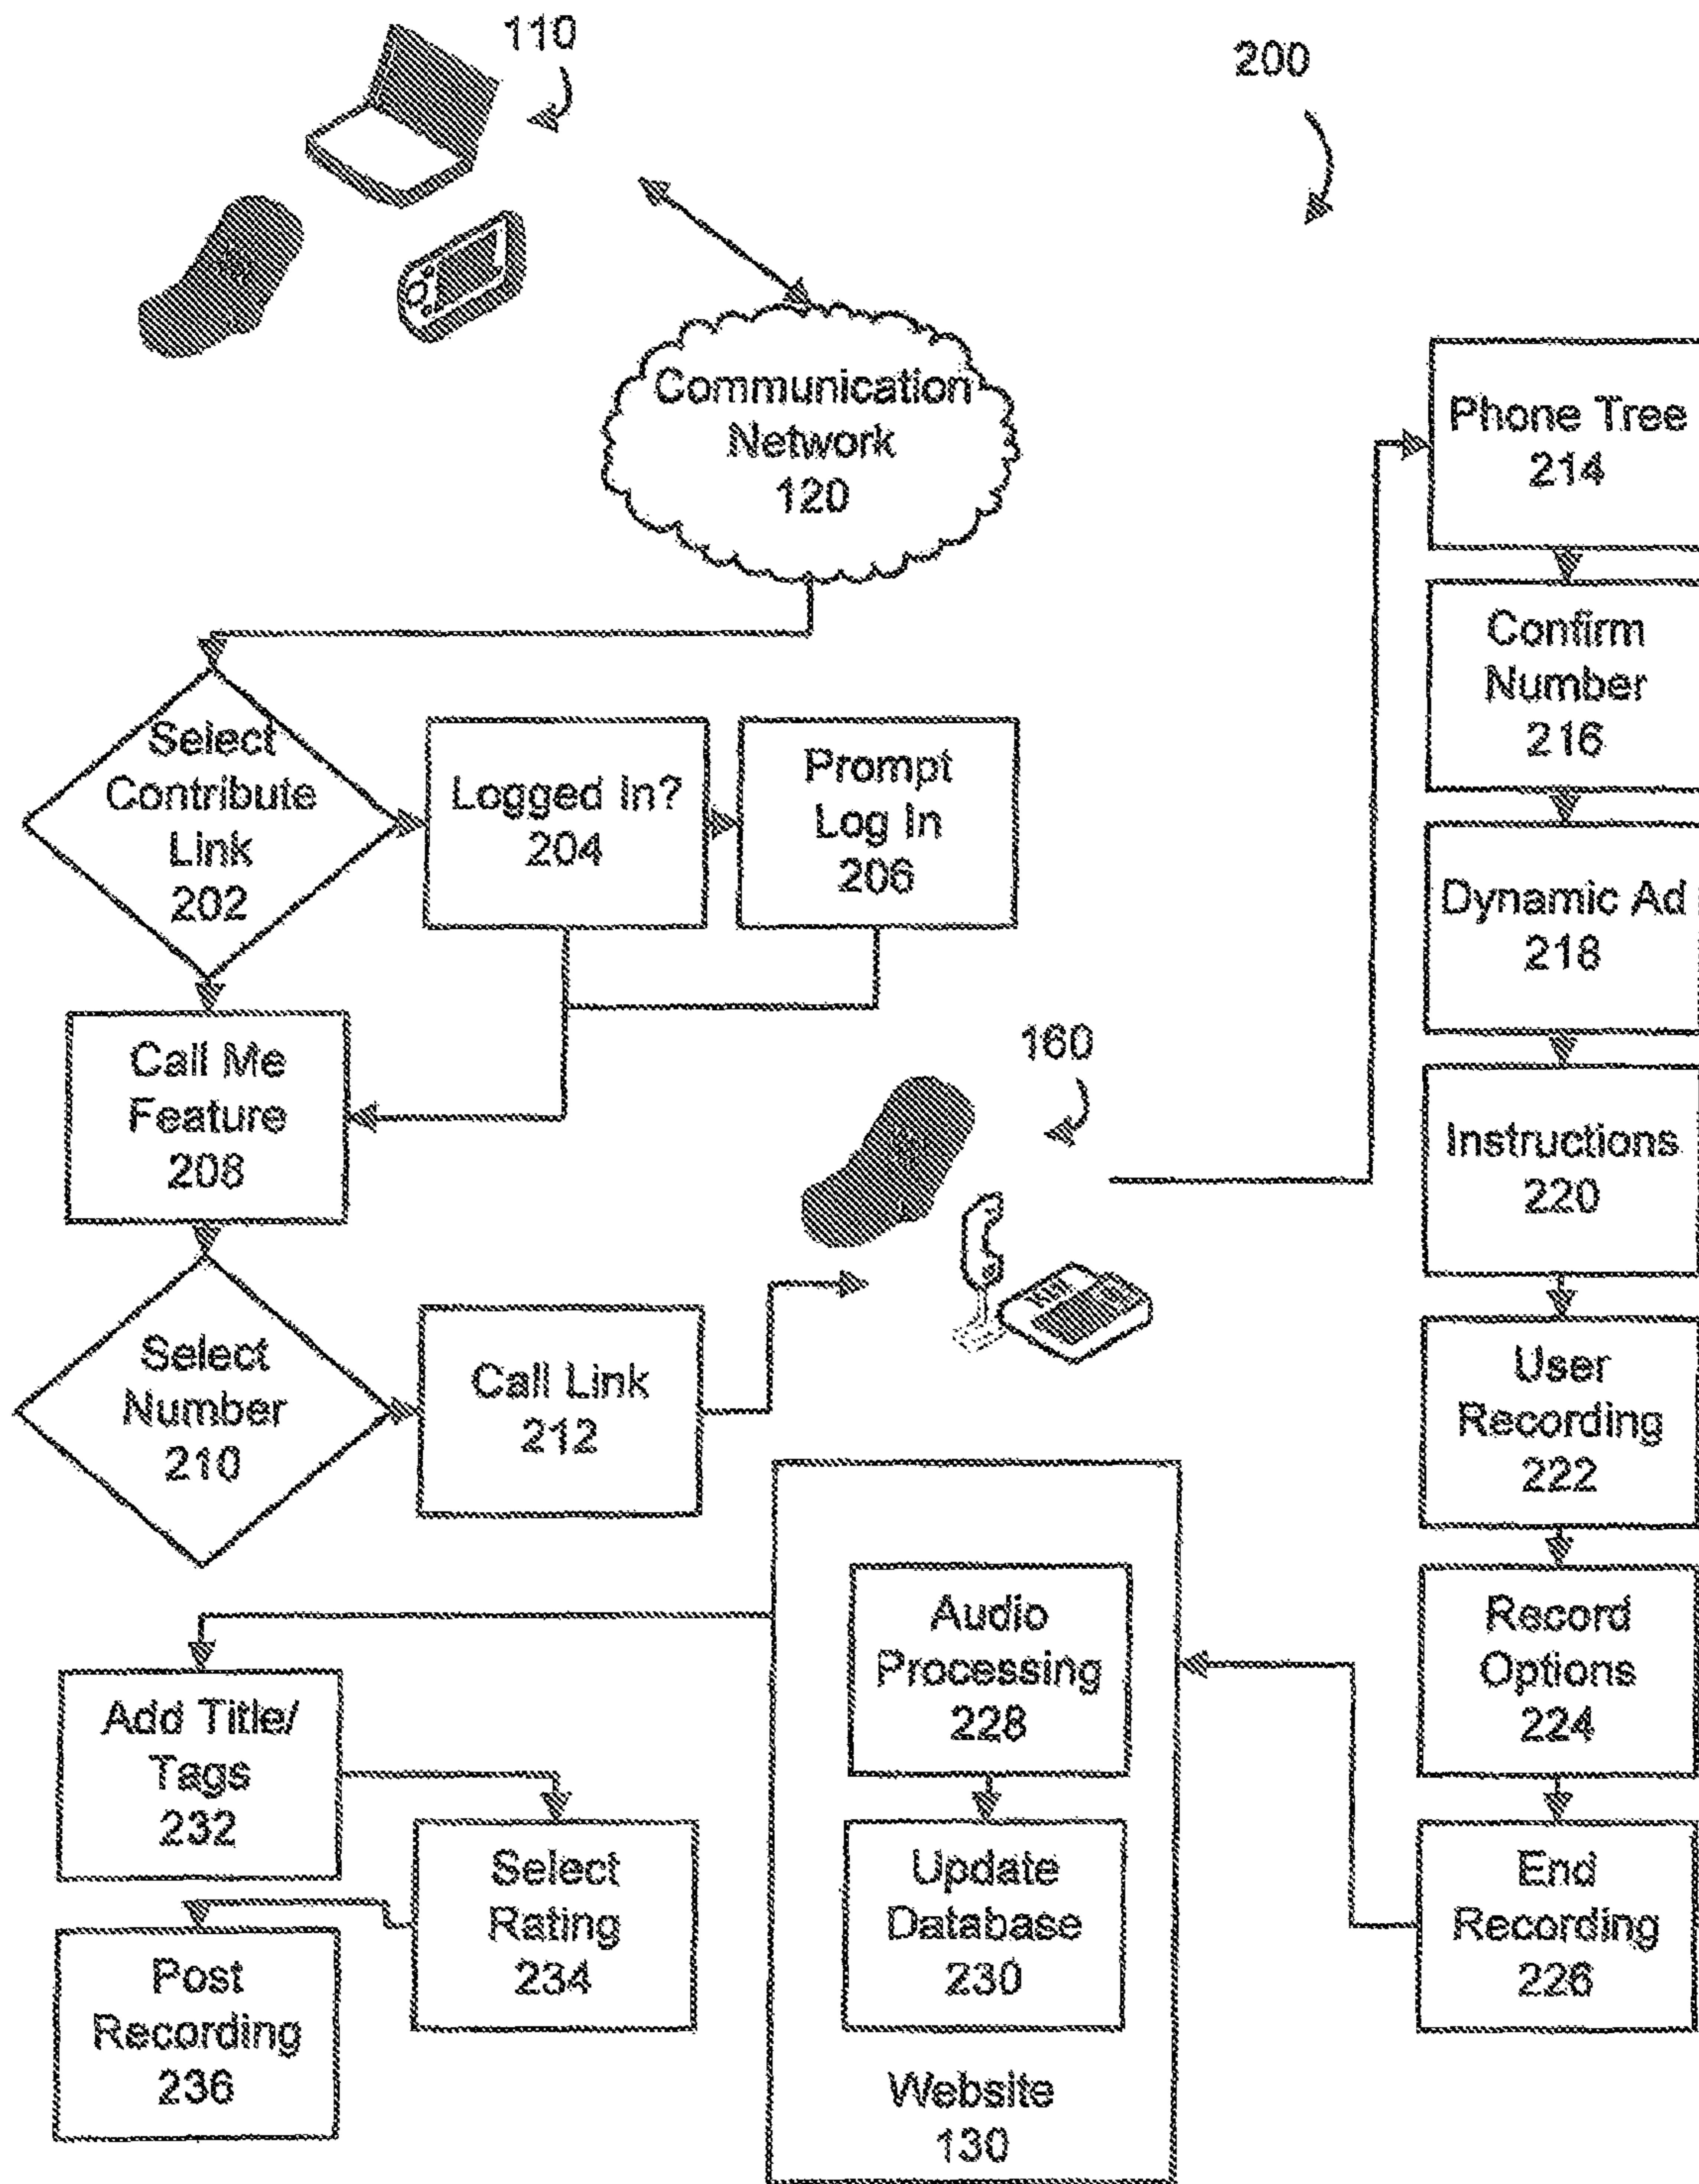 110
200
Communication
Network
120
Select
Contribute
Link
202
Logged In?
204
Prompt
Log In
206
Call Me
Feature
208
Select
Number
210
Call Link
212
160
Phone Tree
214
Confirm
Number
216
Dynamic Ad
218
Instructions
220
User
Recording
222
Record
Options
224
End
Recording
226
Audio
Processing
228
Update
Database
230
Website
130
Add Title/
Tags
232
Select
Rating
234
Post
Recording
236